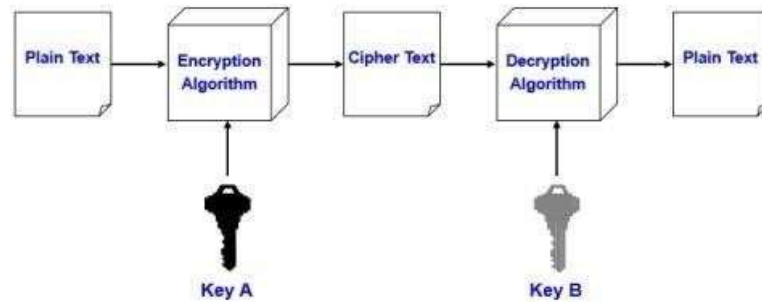 Plain Text
Encryption
Algorithm
Cipher Text
Decryption
Algorithm
Plain Text
Key A
Key B